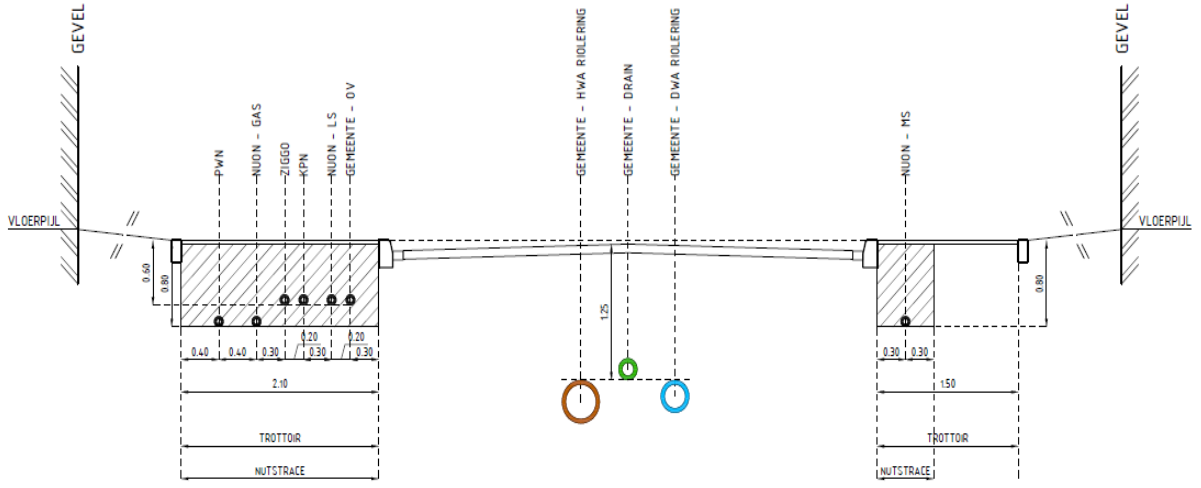 GEVEL
GEVEL
PWN
NUON - GAS
ZIGGO
KPN
NUON - LS
GEMEENTE - OV
GEMEENTE - HWA RIOLERING
GEMEENTE - DRAIN
GEMEENTE - DWA RIOLERING
NUON - MS
VLOERPIJL
VLOERPIJL
0.60
0.80
1.25
0.80
0.20
0.20
0.40
0.40
0.30
0.30
0.30
0.30
0.30
2.10
1.50
TROTTOIR
TROTTOIR
NUTSTRACE
NUTSTRACE